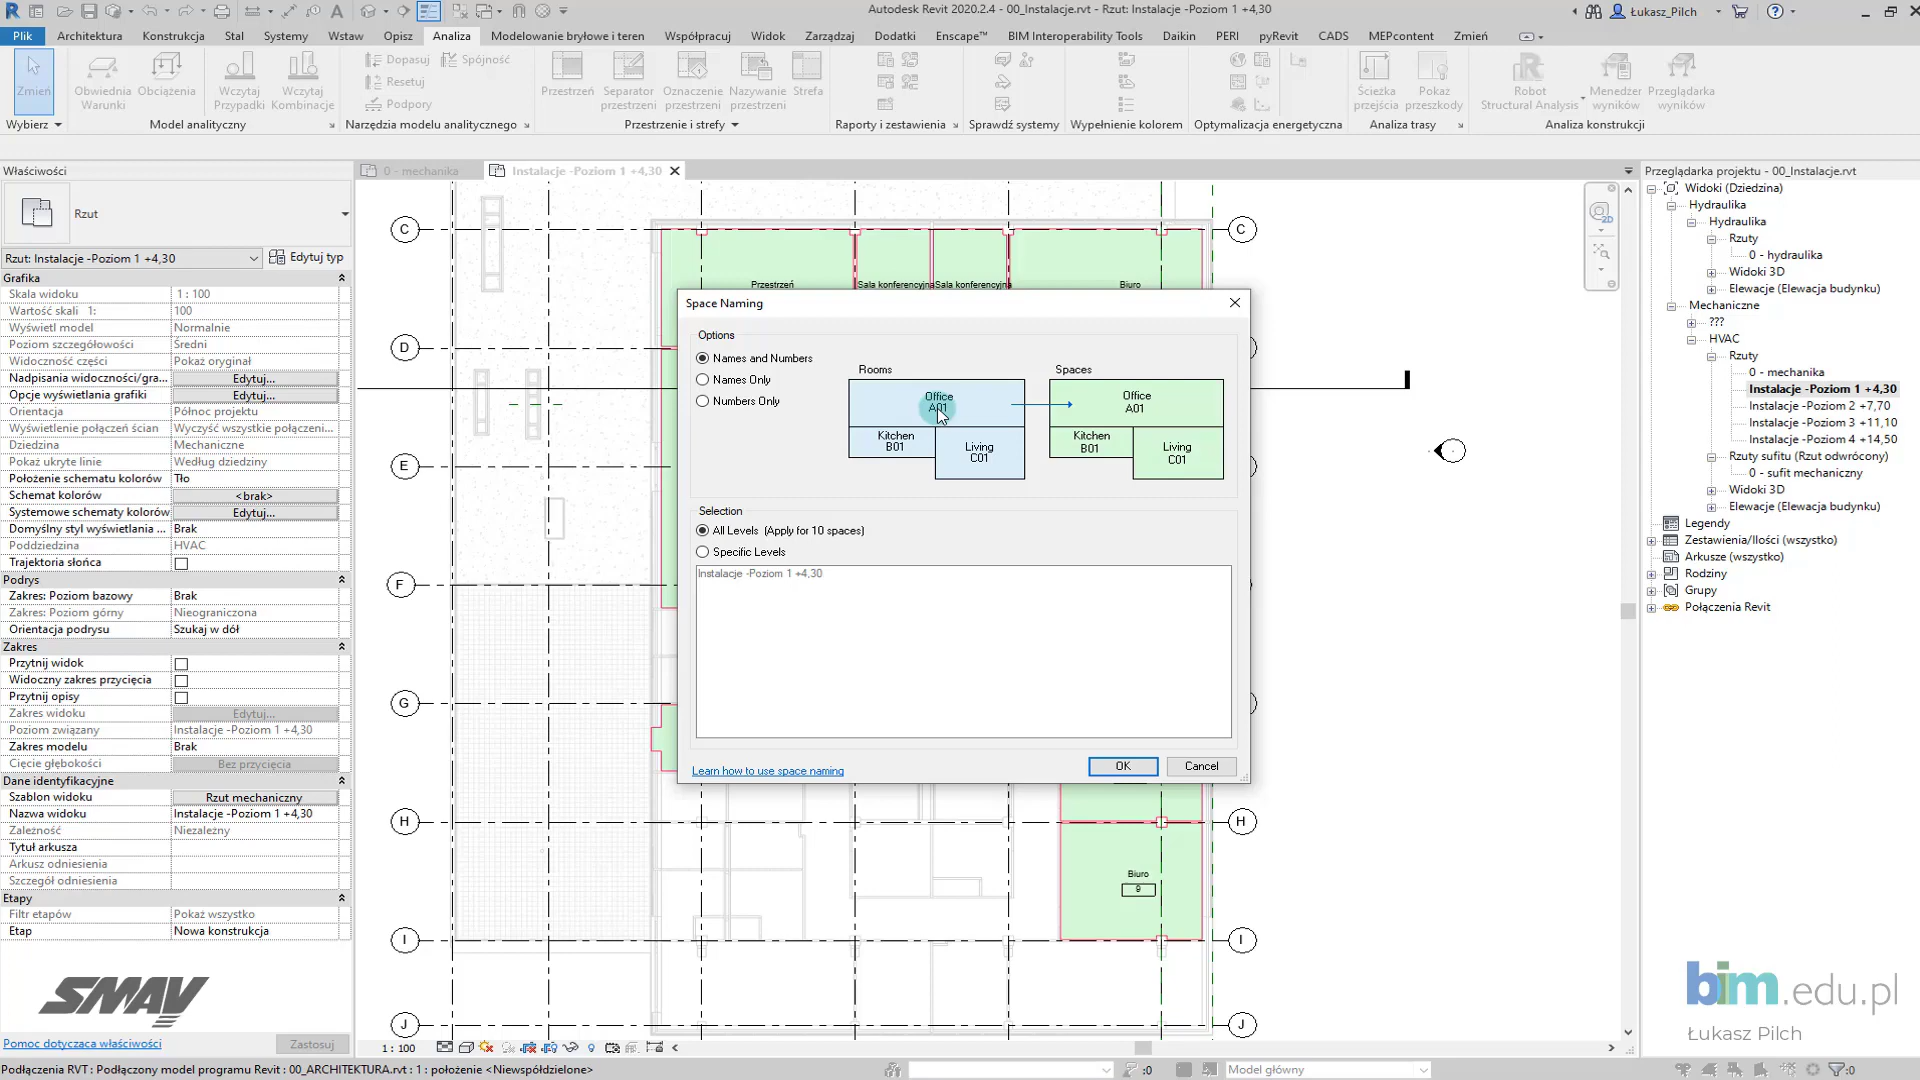 Autodesk Revit 2020.2.4 - 00_Instalacje.rvt - Rzut: Instalacje -Poziom 1 +4,30
Łukasz_Pilch
Plik Architektura Konstrukcja Stal Systemy Wstaw Opisz Analiza Modelowanie bryłowe i teren Współpracuj Widok Zarządzaj Dodatki Enscape™ BIM Interoperability Tools Daikin PERI pyRevit CADS MEPcontent Zmień
Zmień
Obwiednia Warunki
Obciążenia
Wczytaj Przypadki
Wczytaj Kombinacje
Dopasuj
Resetuj
Podpory
Spójność
Przestrzeń
Separator przestrzeni
Oznaczenie przestrzeni
Nazywanie przestrzeni
Strefa
Ścieżka przejścia
Pokaż przeszkody
Robot Structural Analysis
Menedżer wyników
Przeglądarka wyników
Wybierz Model analityczny Narzędzia modelu analitycznego Przestrzenie i strefy Raporty i zestawienia Sprawdź systemy Wypełnienie kolorem Optymalizacja energetyczna Analiza trasy Analiza konstrukcji
Właściwości
Rzut
Rzut: Instalacje -Poziom 1 +4,30 Edytuj typ
Grafika
Skala widoku 1 : 100
Wartość skali 1: 100
Wyświetl model Normalnie
Poziom szczegółowości Średni
Widoczność części Pokaż oryginał
Nadpisania widoczności/gra... Edytuj...
Opcje wyświetlania grafiki Edytuj...
Orientacja Północ projektu
Wyświetlenie połączeń ścian Wyczyść wszystkie połączeni...
Dziedzina Mechaniczne
Pokaż ukryte linie Według dziedziny
Położenie schematu kolorów Tło
Schemat kolorów <brak>
Systemowe schematy kolorów Edytuj...
Domyślny styl wyświetlania ... Brak
Poddziedzina HVAC
Trajektoria słońca
Podrys
Zakres: Poziom bazowy Brak
Zakres: Poziom górny Nieograniczona
Orientacja podrysu Szukaj w dół
Zakres
Przytnij widok
Widoczny zakres przycięcia
Przytnij opisy
Zakres widoku Edytuj...
Poziom związany Instalacje -Poziom 1 +4,30
Zakres modelu Brak
Cięcie głębokości Bez przycięcia
Dane identyfikacyjne
Szablon widoku Rzut mechaniczny
Nazwa widoku Instalacje -Poziom 1 +4,30
Zależność Niezależny
Tytuł arkusza
Arkusz odniesienia
Szczegół odniesienia
Etapy
Filtr etapów Pokaż wszystko
Etap Nowa konstrukcja
SMAY
Pomoc dotycząca właściwości Zastosuj
0 - mechanika Instalacje -Poziom 1 +4,30
C C
D
E
F
G
H H
I I
J J
Przestrzeń Sala konferencyjna Sala konferencyjna Biuro
Biuro
9
Space Naming
Options
Names and Numbers
Names Only
Numbers Only
Rooms Spaces
Office
A01
Kitchen
B01
Living
C01
Office
A01
Kitchen
B01
Living
C01
Selection
All Levels (Apply for 10 spaces)
Specific Levels
Instalacje -Poziom 1 +4,30
Learn how to use space naming
OK Cancel
2D
Przeglądarka projektu - 00_Instalacje.rvt
Widoki (Dziedzina)
Hydraulika
Hydraulika
Rzuty
0 - hydraulika
Widoki 3D
Elewacje (Elewacja budynku)
Mechaniczne
???
HVAC
Rzuty
0 - mechanika
Instalacje -Poziom 1 +4,30
Instalacje -Poziom 2 +7,70
Instalacje -Poziom 3 +11,10
Instalacje -Poziom 4 +14,50
Rzuty sufitu (Rzut odwrócony)
0 - sufit mechaniczny
Widoki 3D
Elewacje (Elewacja budynku)
Legendy
Zestawienia/Ilości (wszystko)
Arkusze (wszystko)
Rodziny
Grupy
Połączenia Revit
bim.edu.pl
Łukasz Pilch
1 : 100
Podłączenia RVT : Podłączony model programu Revit : 00_ARCHITEKTURA.rvt : 1 : położenie <Niewspółdzielone>
:0 Model główny :0